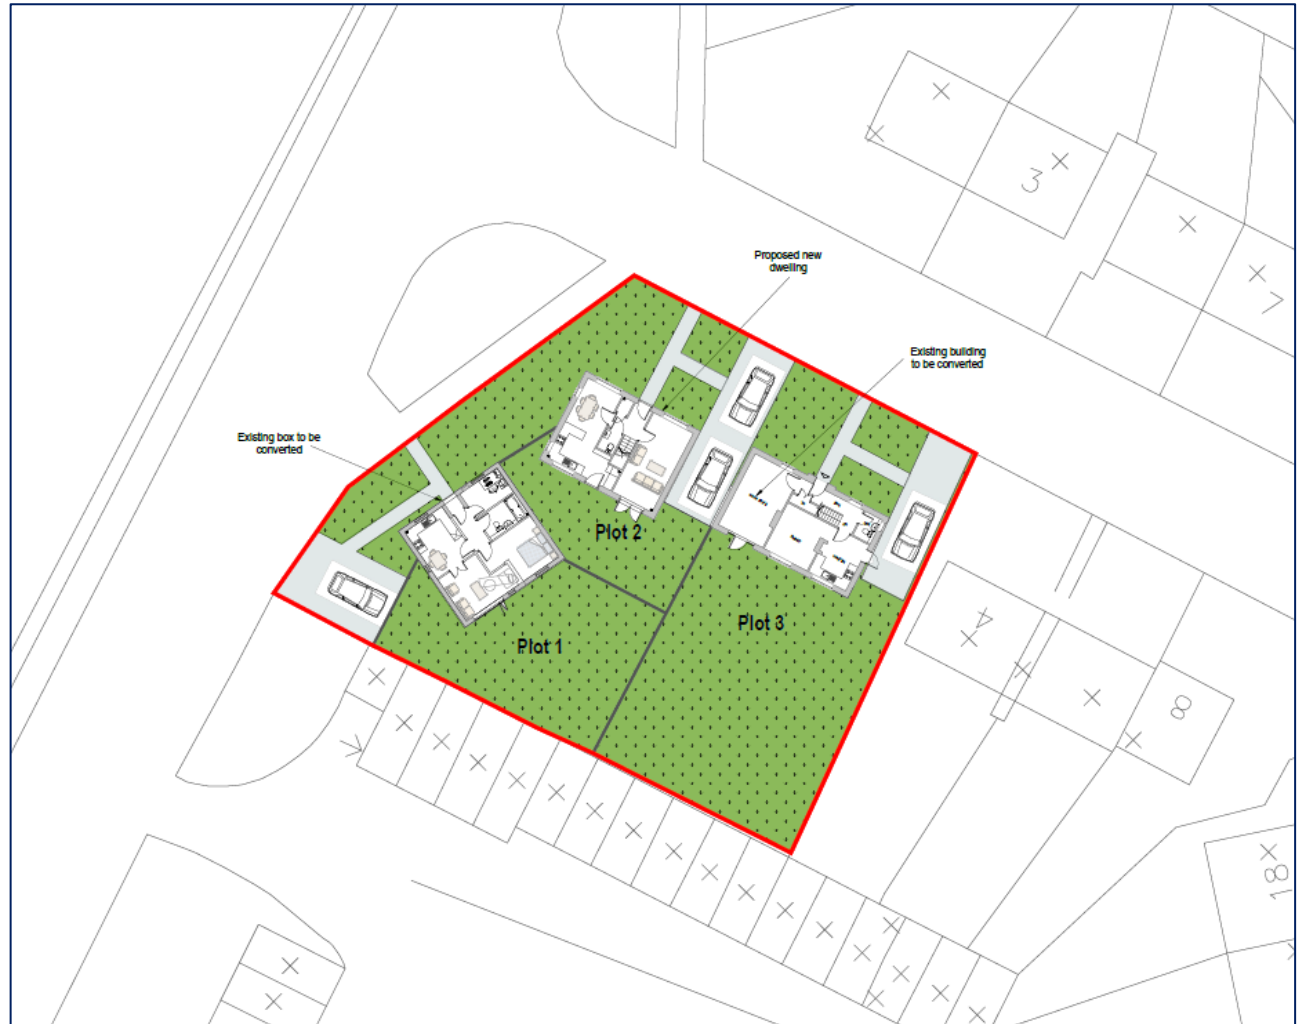 3
7
Proposed new
dwelling
Existing building
to be converted
Existing box to be
converted
Plot 2
Plot 3
Plot 1
4
8
18